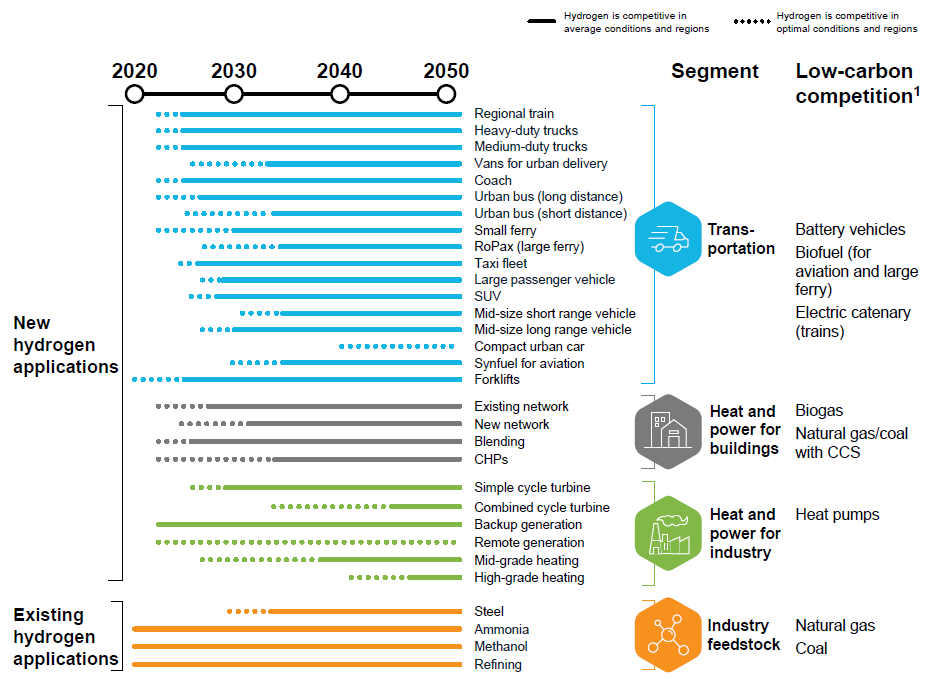 Hydrogen is competitive in
average conditions and regions
Hydrogen is competitive in
optimal conditions and regions
2020 2030 2040 2050
Segment
Low-carbon
competition1
New
hydrogen
applications
Regional train
Heavy-duty trucks
Medium-duty trucks
Vans for urban delivery
Coach
Urban bus (long distance)
Urban bus (short distance)
Small ferry
RoPax (large ferry)
Taxi fleet
Large passenger vehicle
SUV
Mid-size short range vehicle
Mid-size long range vehicle
Compact urban car
Synfuel for aviation
Forklifts
Trans-
portation
Battery vehicles
Biofuel (for
aviation and large
ferry)
Electric catenary
(trains)
Existing network
New network
Blending
CHPs
Heat and
power for
buildings
Biogas
Natural gas/coal
with CCS
Simple cycle turbine
Combined cycle turbine
Backup generation
Remote generation
Mid-grade heating
High-grade heating
Heat and
power for
industry
Heat pumps
Existing
hydrogen
applications
Steel
Ammonia
Methanol
Refining
Industry
feedstock
Natural gas
Coal